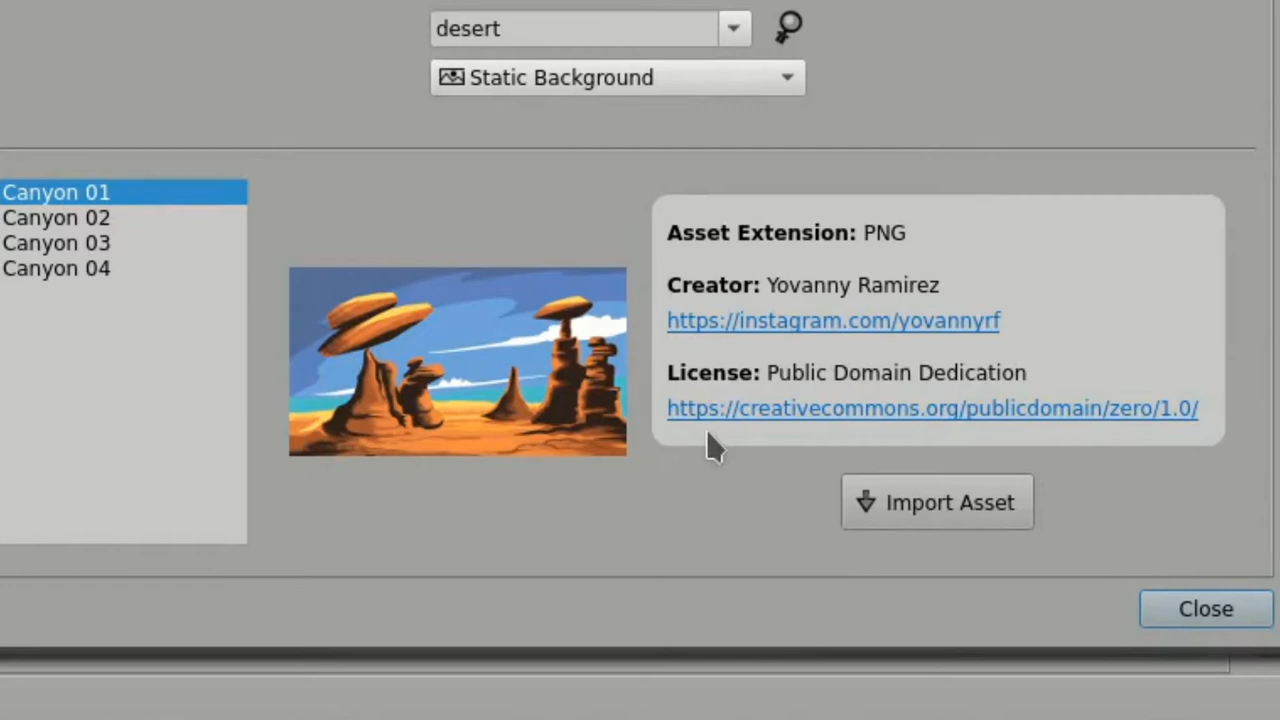 desert
Static Background
Canyon 01
Canyon 02
Canyon 03
Canyon 04
Asset Extension: PNG
Creator: Yovanny Ramirez
https://instagram.com/yovannyrf
License: Public Domain Dedication
https://creativecommons.org/publicdomain/zero/1.0/
Import Asset
Close